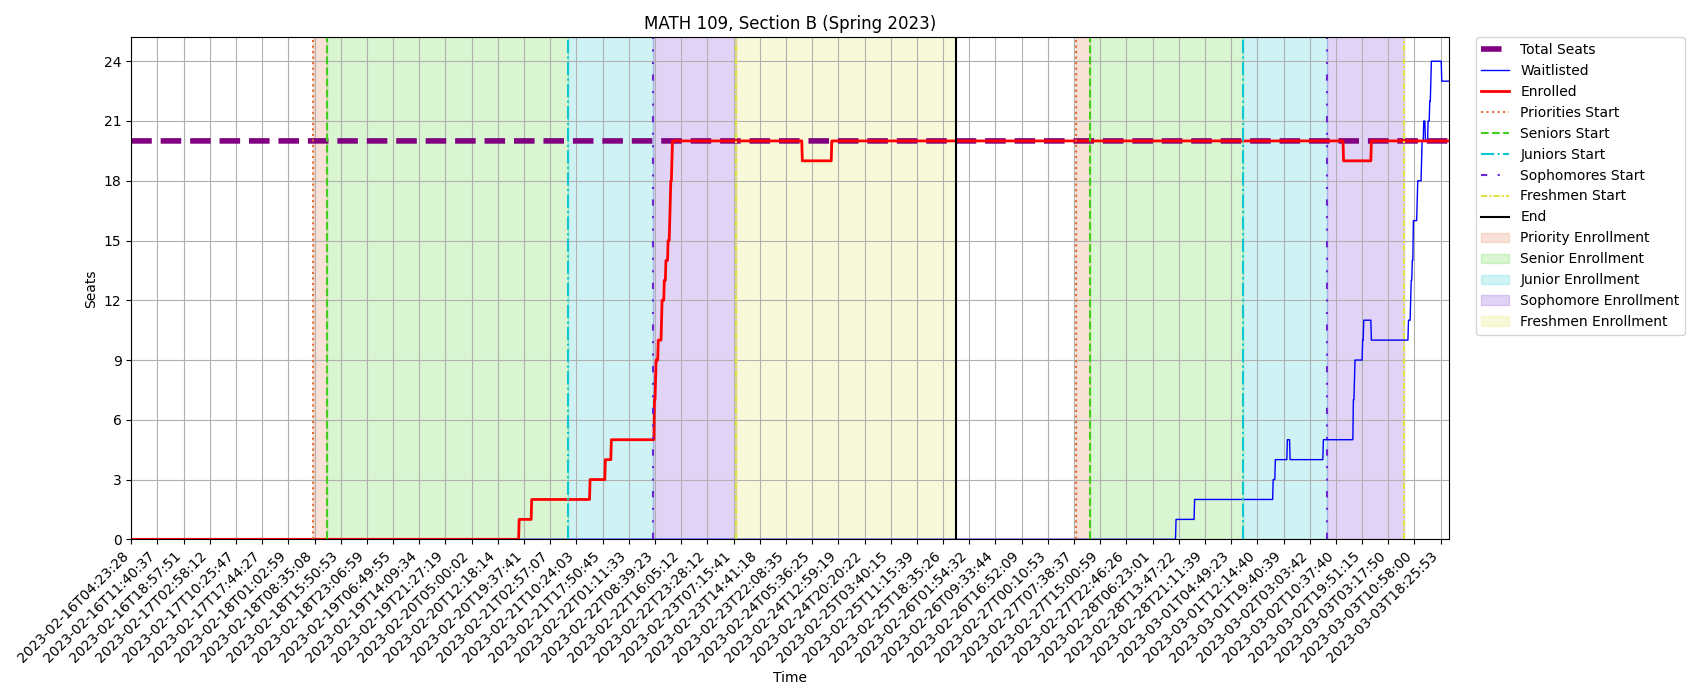 MATH 109, Section B (Spring 2023)
Total Seats
Waitlisted
Enrolled
Priorities Start
Seniors Start
Juniors Start
Sophomores Start
Freshmen Start
End
Priority Enrollment
Senior Enrollment
Junior Enrollment
Sophomore Enrollment
Freshmen Enrollment
Seats
24
21
18
15
12
9
6
3
0
2023-02-16T04:23:28
2023-02-16T11:40:37
2023-02-16T18:57:51
2023-02-17T02:58:12
2023-02-17T10:25:47
2023-02-17T17:44:27
2023-02-18T01:02:59
2023-02-18T08:35:08
2023-02-18T15:50:53
2023-02-18T23:06:59
2023-02-19T06:49:55
2023-02-19T14:09:34
2023-02-19T21:27:19
2023-02-20T05:00:02
2023-02-20T12:18:14
2023-02-20T19:37:41
2023-02-21T02:57:07
2023-02-21T10:24:03
2023-02-21T17:50:45
2023-02-22T01:11:33
2023-02-22T08:39:23
2023-02-22T16:05:12
2023-02-22T23:28:12
2023-02-23T07:15:41
2023-02-23T14:41:18
2023-02-23T22:08:35
2023-02-24T05:36:25
2023-02-24T12:59:19
2023-02-24T20:20:22
2023-02-25T03:40:15
2023-02-25T11:15:39
2023-02-25T18:35:26
2023-02-26T01:54:32
2023-02-26T09:33:44
2023-02-26T16:52:09
2023-02-27T00:10:53
2023-02-27T07:38:37
2023-02-27T15:00:59
2023-02-27T22:46:26
2023-02-28T06:23:01
2023-02-28T13:47:22
2023-02-28T21:11:39
2023-03-01T04:49:23
2023-03-01T12:14:40
2023-03-01T19:40:39
2023-03-02T03:03:42
2023-03-02T10:37:40
2023-03-02T19:51:15
2023-03-03T03:17:50
2023-03-03T10:58:00
2023-03-03T18:25:53
Time